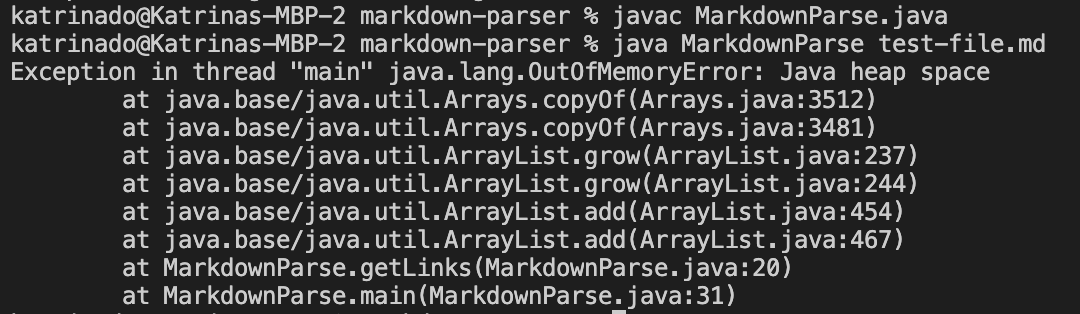 katrinado@Katrinas-MBP-2 markdown-parser % javac MarkdownParse.java
katrinado@Katrinas-MBP-2 markdown-parser % java MarkdownParse test-file.md
Exception in thread "main" java.lang.OutOfMemoryError: Java heap space
        at java.base/java.util.Arrays.copyOf(Arrays.java:3512)
        at java.base/java.util.Arrays.copyOf(Arrays.java:3481)
        at java.base/java.util.ArrayList.grow(ArrayList.java:237)
        at java.base/java.util.ArrayList.grow(ArrayList.java:244)
        at java.base/java.util.ArrayList.add(ArrayList.java:454)
        at java.base/java.util.ArrayList.add(ArrayList.java:467)
        at MarkdownParse.getLinks(MarkdownParse.java:20)
        at MarkdownParse.main(MarkdownParse.java:31)